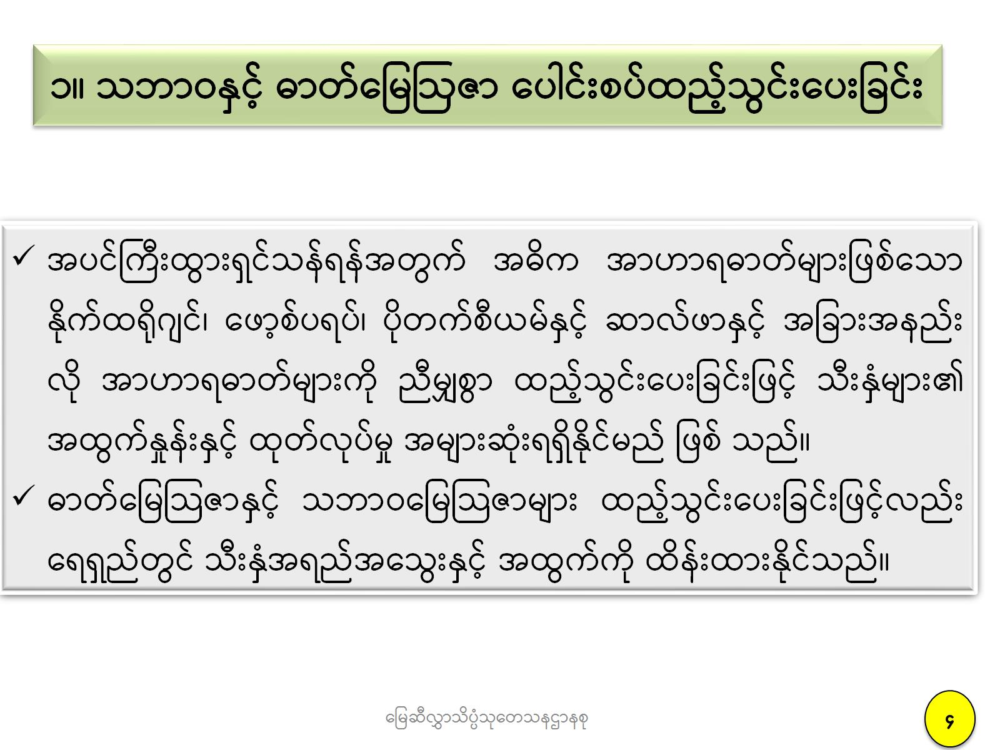 ၁။ သဘာဝနှင့် ဓာတ်မြေဩဇာ ပေါင်းစပ်ထည့်သွင်းပေးခြင်း
✓ အပင်ကြီးထွားရှင်သန်ရန်အတွက် အဓိက အာဟာရဓာတ်များဖြစ်သော
နိုက်ထရိုဂျင်၊ ဖော့စ်ပရပ်၊ ပိုတက်စီယမ်နှင့် ဆာလ်ဖာနှင့် အခြားအနည်း
လို အာဟာရဓာတ်များကို ညီမျှစွာ ထည့်သွင်းပေးခြင်းဖြင့် သီးနှံများ၏
အထွက်နှုန်းနှင့် ထုတ်လုပ်မှု အများဆုံးရရှိနိုင်မည် ဖြစ် သည်။
✓ ဓာတ်မြေဩဇာနှင့် သဘာဝမြေဩဇာများ ထည့်သွင်းပေးခြင်းဖြင့်လည်း
ရေရှည်တွင် သီးနှံအရည်အသွေးနှင့် အထွက်ကို ထိန်းထားနိုင်သည်။
မြေဆီလွှာသိပ္ပံသုတေသနဌာနစု
၄